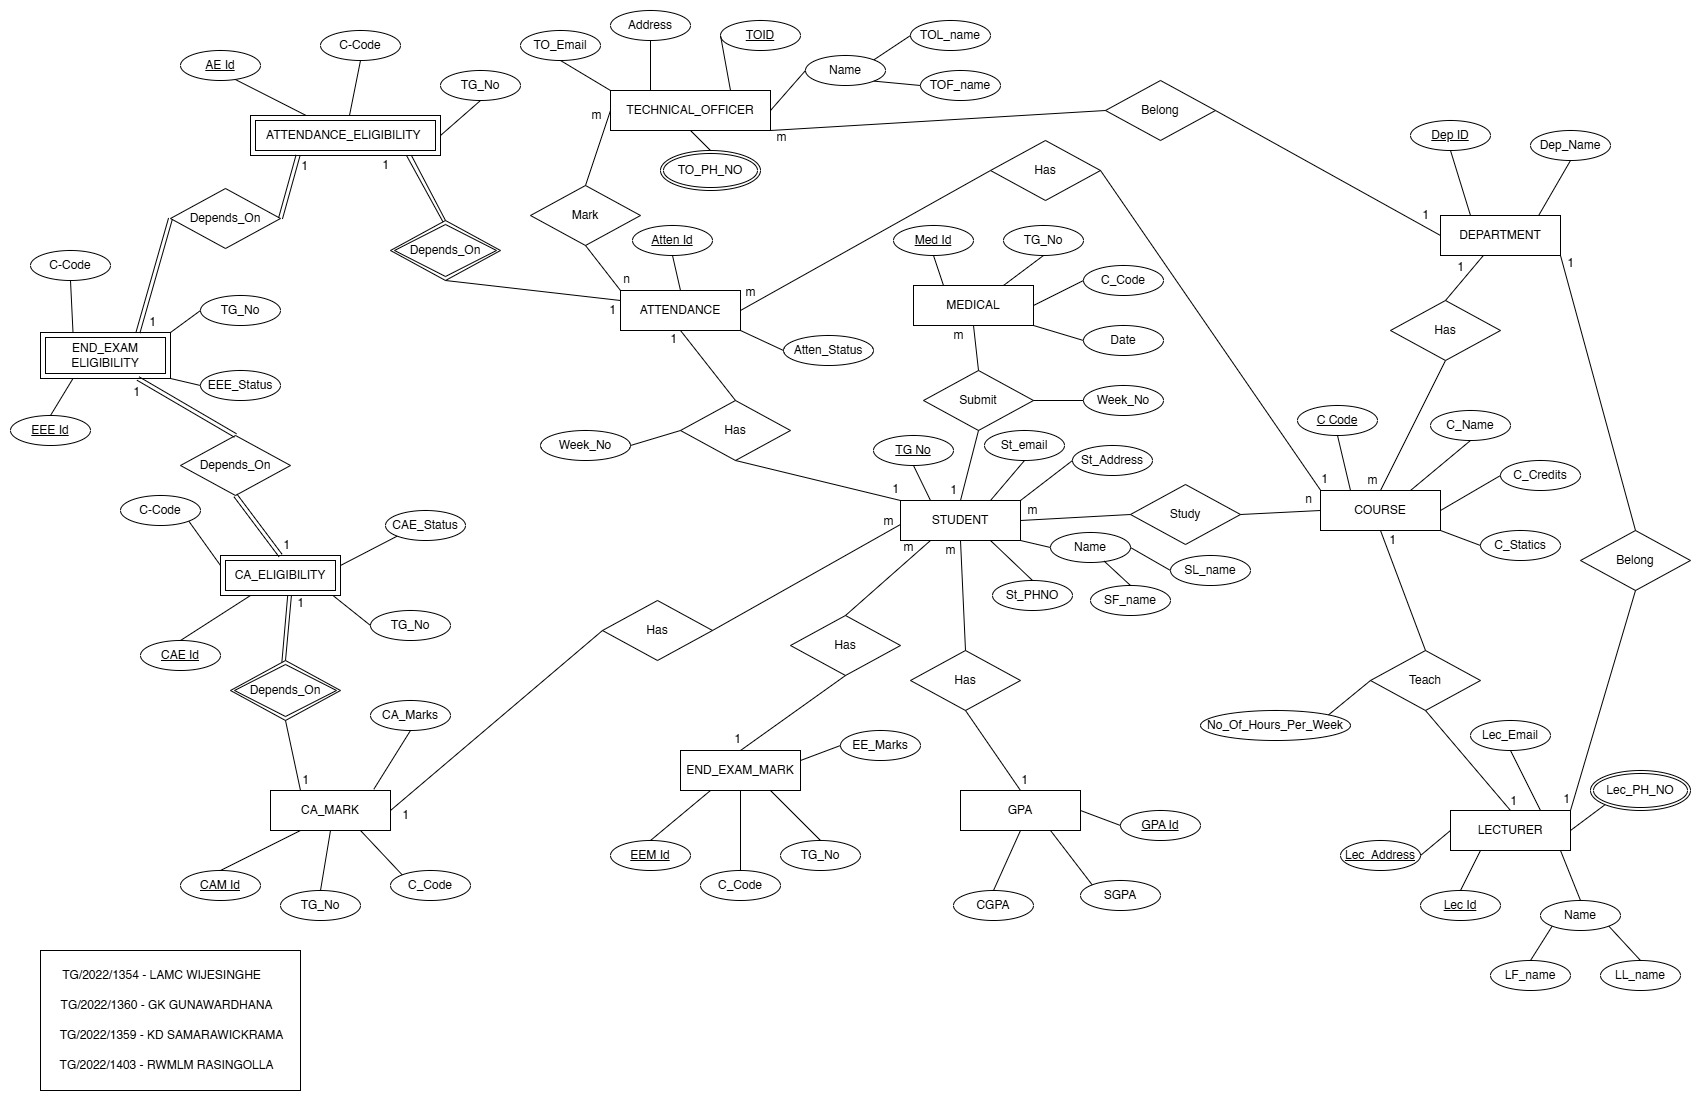 Address
TOID
TOL_name
TO_Email
C-Code
AE Id
Name
TG_No
TOF_name
TECHNICAL_OFFICER
m
Belong
ATTENDANCE_ELIGIBILITY
m
Dep ID
Dep_Name
1
1
TO_PH_NO
Has
Depends_On
Mark
1
DEPARTMENT
Depends_On
Atten Id
Med Id
TG_No
C-Code
1
1
n
m
C_Code
MEDICAL
TG_No
1
ATTENDANCE
1
Has
END_EXAM
ELIGIBILITY
1
m
Date
Atten_Status
EEE_Status
1
Submit
Week_No
EEE Id
Has
Week_No
C Code
C_Name
TG No
St_email
St_Address
Depends_On
C_Credits
1
1
1
m
n
C-Code
m
m
Study
COURSE
STUDENT
CAE_Status
1
m
m
Name
1
C_Statics
Belong
CA_ELIGIBILITY
SL_name
1
St_PHNO
SF_name
TG_No
Has
Has
CAE Id
Depends_On
Has
Teach
CA_Marks
No_Of_Hours_Per_Week
Lec_Email
1
EE_Marks
END_EXAM_MARK
1
1
Lec_PH_NO
1
1
CA_MARK
1
GPA
GPA Id
LECTURER
EEM Id
TG_No
Lec_Address
CAM Id
C_Code
C_Code
SGPA
TG_No
CGPA
Lec Id
Name
LF_name
LL_name
TG/2022/1354 - LAMC WIJESINGHE
TG/2022/1360 - GK GUNAWARDHANA
TG/2022/1359 - KD SAMARAWICKRAMA
TG/2022/1403 - RWMLM RASINGOLLA